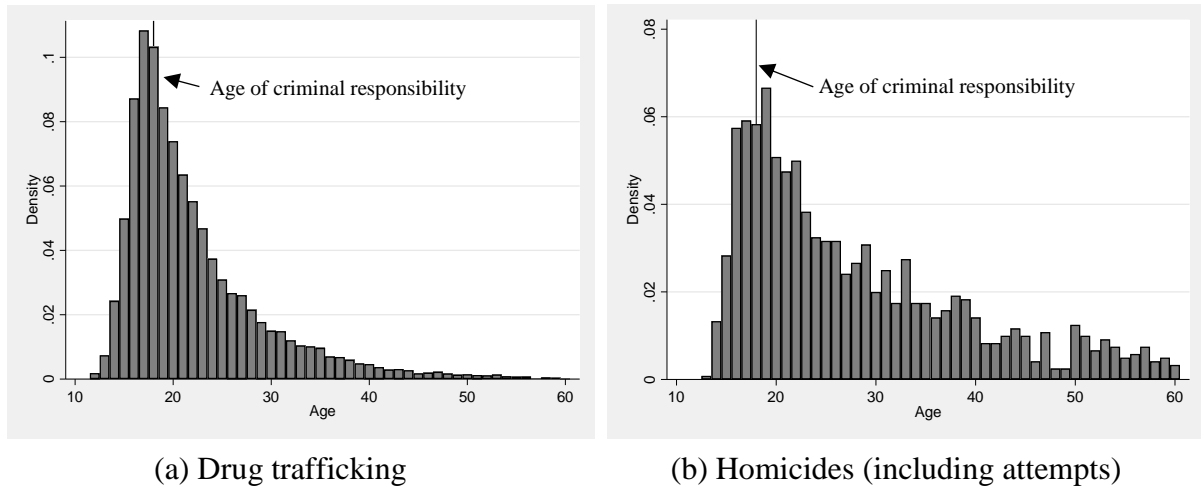 .1
.08
.06
.04
.02
0
Density
10 20 30 40 50 60
Age
Age of criminal responsibility
(a) Drug trafficking
.08
.06
.04
.02
0
Density
10 20 30 40 50 60
Age
Age of criminal responsibility
(b) Homicides (including attempts)